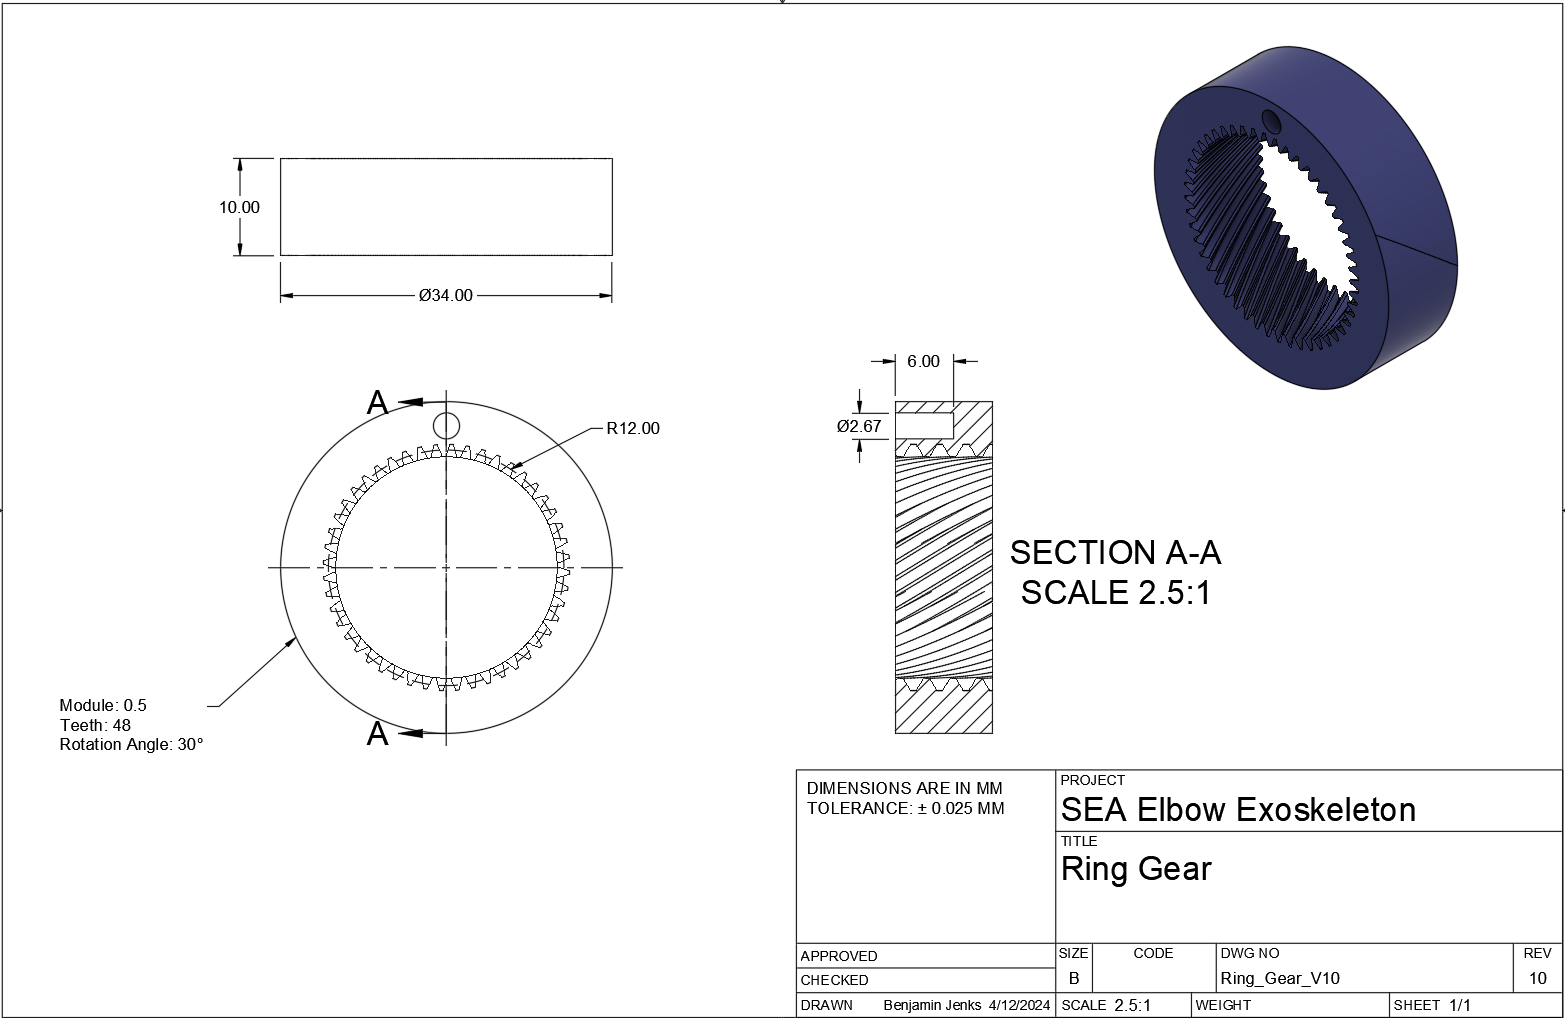 10.00
Ø34.00
A
R12.00
A
Module: 0.5
Teeth: 48
Rotation Angle: 30°
6.00
Ø2.67
SECTION A-A
SCALE 2.5:1
DIMENSIONS ARE IN MM
TOLERANCE: ± 0.025 MM
PROJECT
SEA Elbow Exoskeleton
TITLE
Ring Gear
APPROVED
CHECKED
DRAWN Benjamin Jenks 4/12/2024
SIZE
B
CODE
DWG NO
Ring_Gear_V10
REV
10
SCALE 2.5:1
WEIGHT
SHEET 1/1